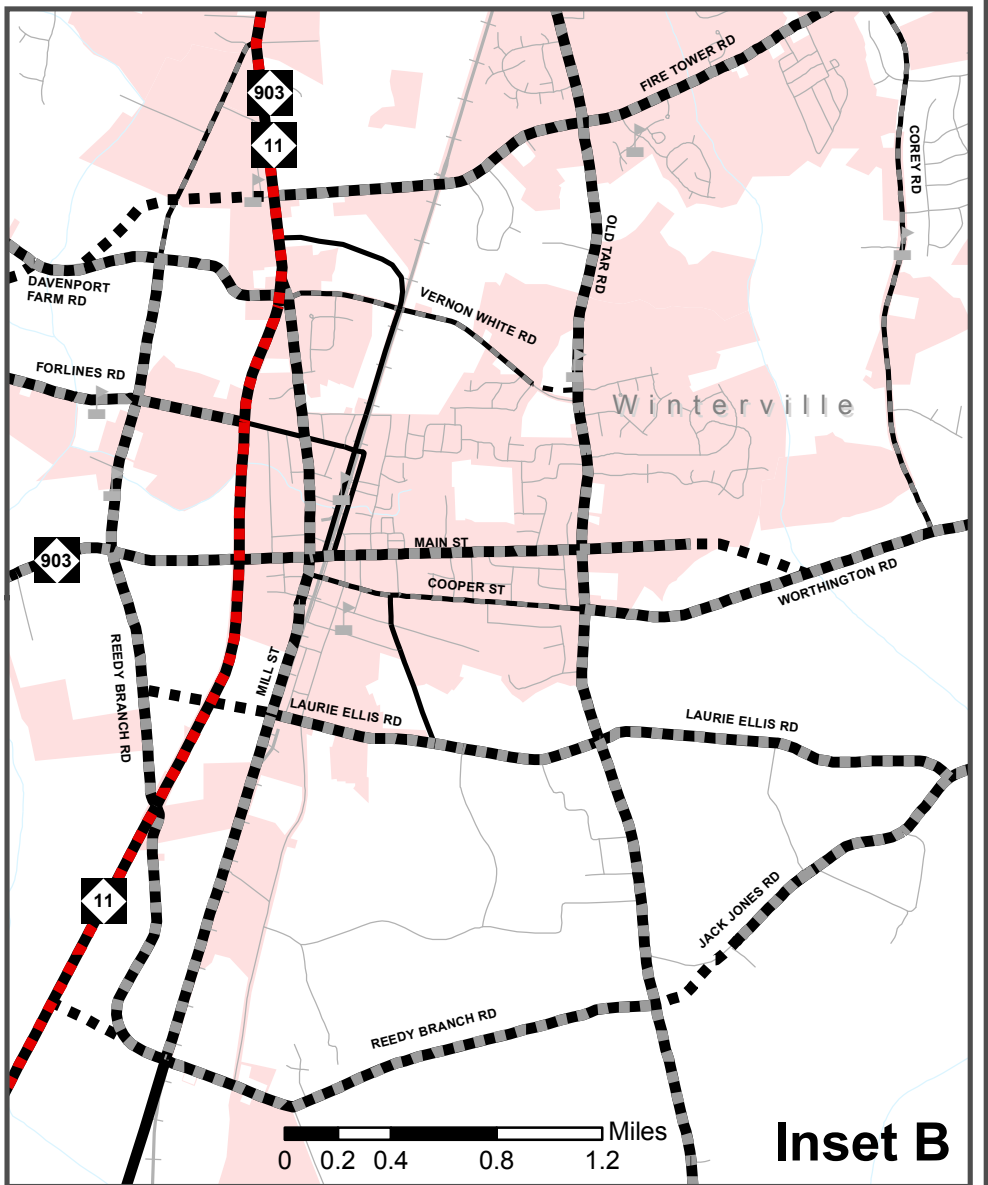 903
FIRE TOWER RD
11
COREY RD
OLD TAR RD
DAVENPORT
FARM RD
VERNON WHITE RD
FORLINES RD
Winterville
903
MAIN ST
COOPER ST
WORTHINGTON RD
REEDY BRANCH RD
MILL ST
LAURIE ELLIS RD
LAURIE ELLIS RD
11
JACK JONES RD
REEDY BRANCH RD
Miles
0 0.2 0.4 0.8 1.2
Inset B